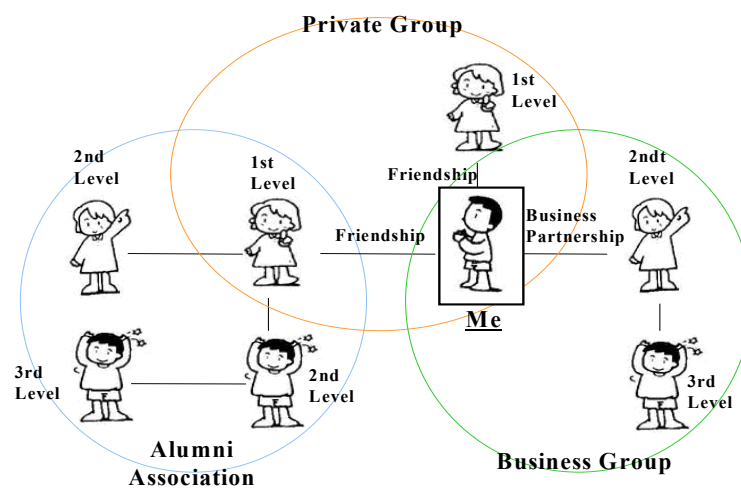 Private Group
1st
Level
2nd
Level
1st
Level
2ndt
Level
Friendship
Friendship
Business
Partnership
Me
3rd
Level
2nd
Level
3rd
Level
Alumni
Association
Business Group